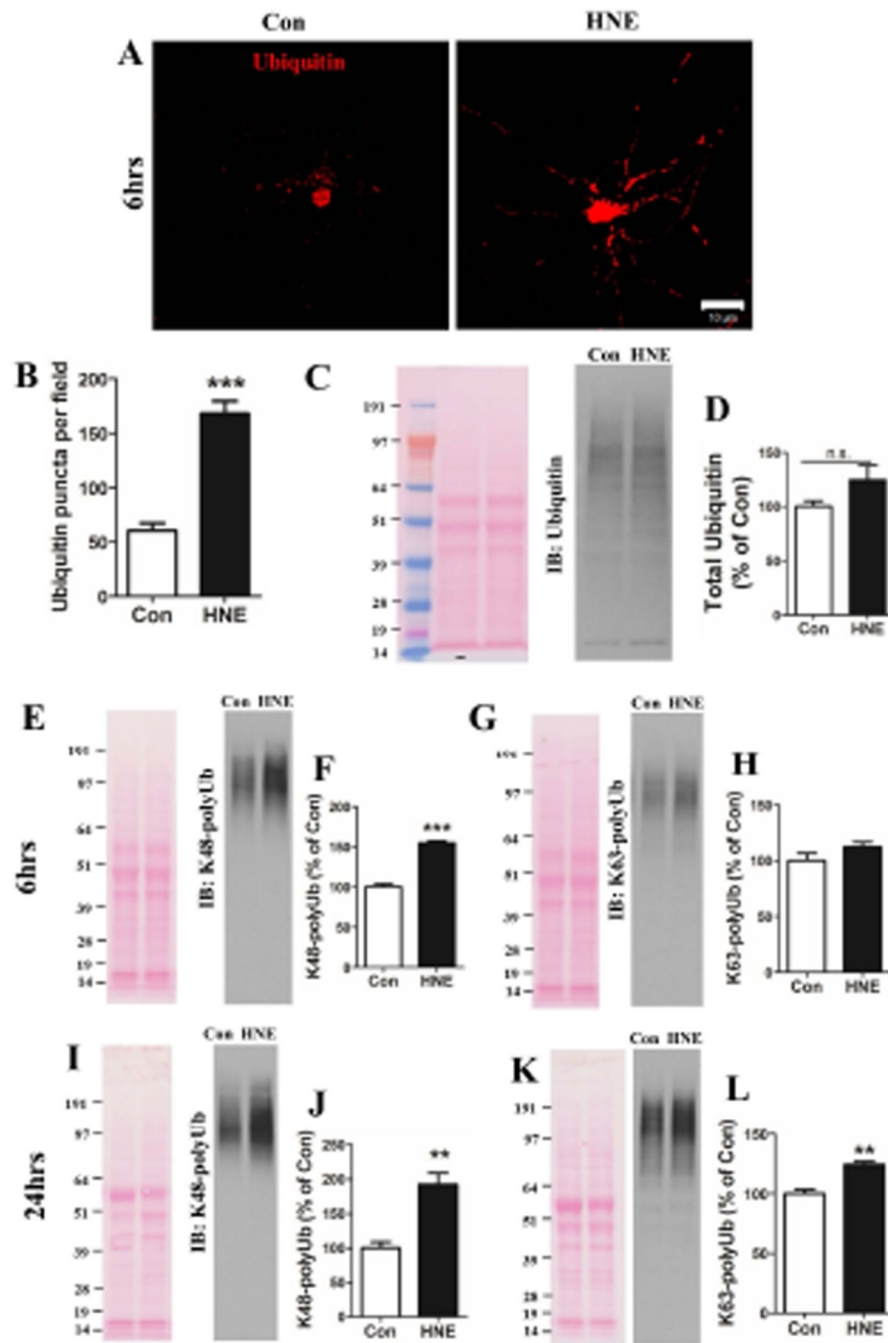 Con HNE
A
Ubiquitin
6hrs
10 μm
B
Ubiquitin puncta per field
200
150
100
50
0
***
Con HNE
C
191
97
64
51
39
28
19
14
IB: Ubiquitin
Con HNE
D
Total Ubiquitin
(% of Con)
150
100
50
0
n.s.
Con HNE
6hrs
E
191
97
64
51
39
28
19
14
IB: K48-polyUb
Con HNE
F
K48-polyUb (% of Con)
200
150
100
50
0
***
Con HNE
G
191
97
64
51
39
28
19
14
IB: K63-polyUb
Con HNE
H
K63-polyUb (% of Con)
150
100
50
0
Con HNE
24hrs
I
191
97
64
51
39
28
19
14
IB: K48-polyUb
Con HNE
J
K48-polyUb (% of Con)
250
200
150
100
50
0
**
Con HNE
K
191
97
64
51
39
28
19
14
IB: K63-polyUb
Con HNE
L
K63-polyUb (% of Con)
150
100
50
0
**
Con HNE